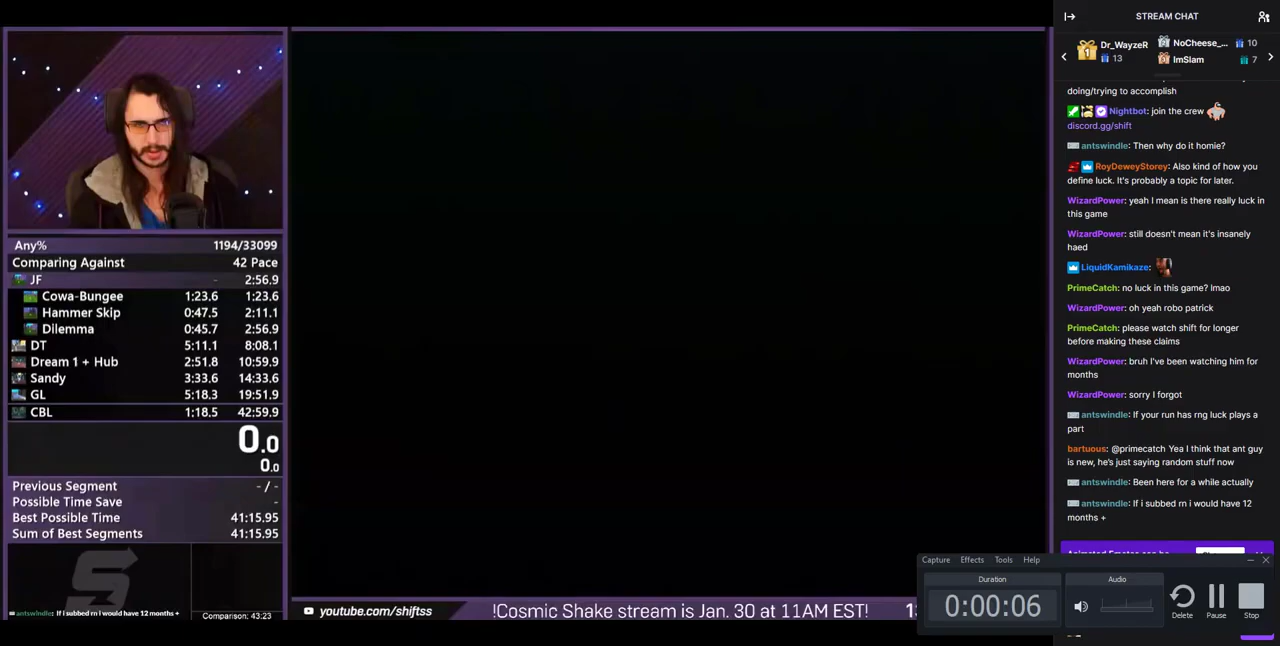 STREAM CHAT
Dr_WayzeR
13
NoCheese_... 10
ImSlam 7
doing/trying to accomplish
Nightbot: join the crew
discord.gg/shift
antswindle: Then why do it homie?
RoyDeweyStorey: Also kind of how you
define luck. It's probably a topic for later.
WizardPower: yeah I mean is there really luck in
this game
WizardPower: still doesn't mean it's insanely
haed
LiquidKamikaze:
PrimeCatch: no luck in this game? lmao
WizardPower: oh yeah robo patrick
PrimeCatch: please watch shift for longer
before making these claims
WizardPower: bruh I've been watching him for
months
WizardPower: sorry I forgot
antswindle: If your run has rng luck plays a
part
bartuous: @primecatch Yea I think that ant guy
is new, he's just saying random stuff now
antswindle: Been here for a while actually
antswindle: If i subbed rn i would have 12
months +
Any% 1194/33099
Comparing Against 42 Pace
JF - 2:56.9
Cowa-Bungee 1:23.6 1:23.6
Hammer Skip 0:47.5 2:11.1
Dilemma 0:45.7 2:56.9
DT 5:11.1 8:08.1
Dream 1 + Hub 2:51.8 10:59.9
Sandy 3:33.6 14:33.6
GL 5:18.3 19:51.9
CBL 1:18.5 42:59.9
0.0
0.0
Previous Segment - / -
Possible Time Save -
Best Possible Time 41:15.95
Sum of Best Segments 41:15.95
antswindle: If i subbed rn i would have 12 months +
Comparison: 43:23
youtube.com/shiftss
!Cosmic Shake stream is Jan. 30 at 11AM EST!
Capture Effects Tools Help
Duration
0:00:06
Audio
Delete Pause Stop